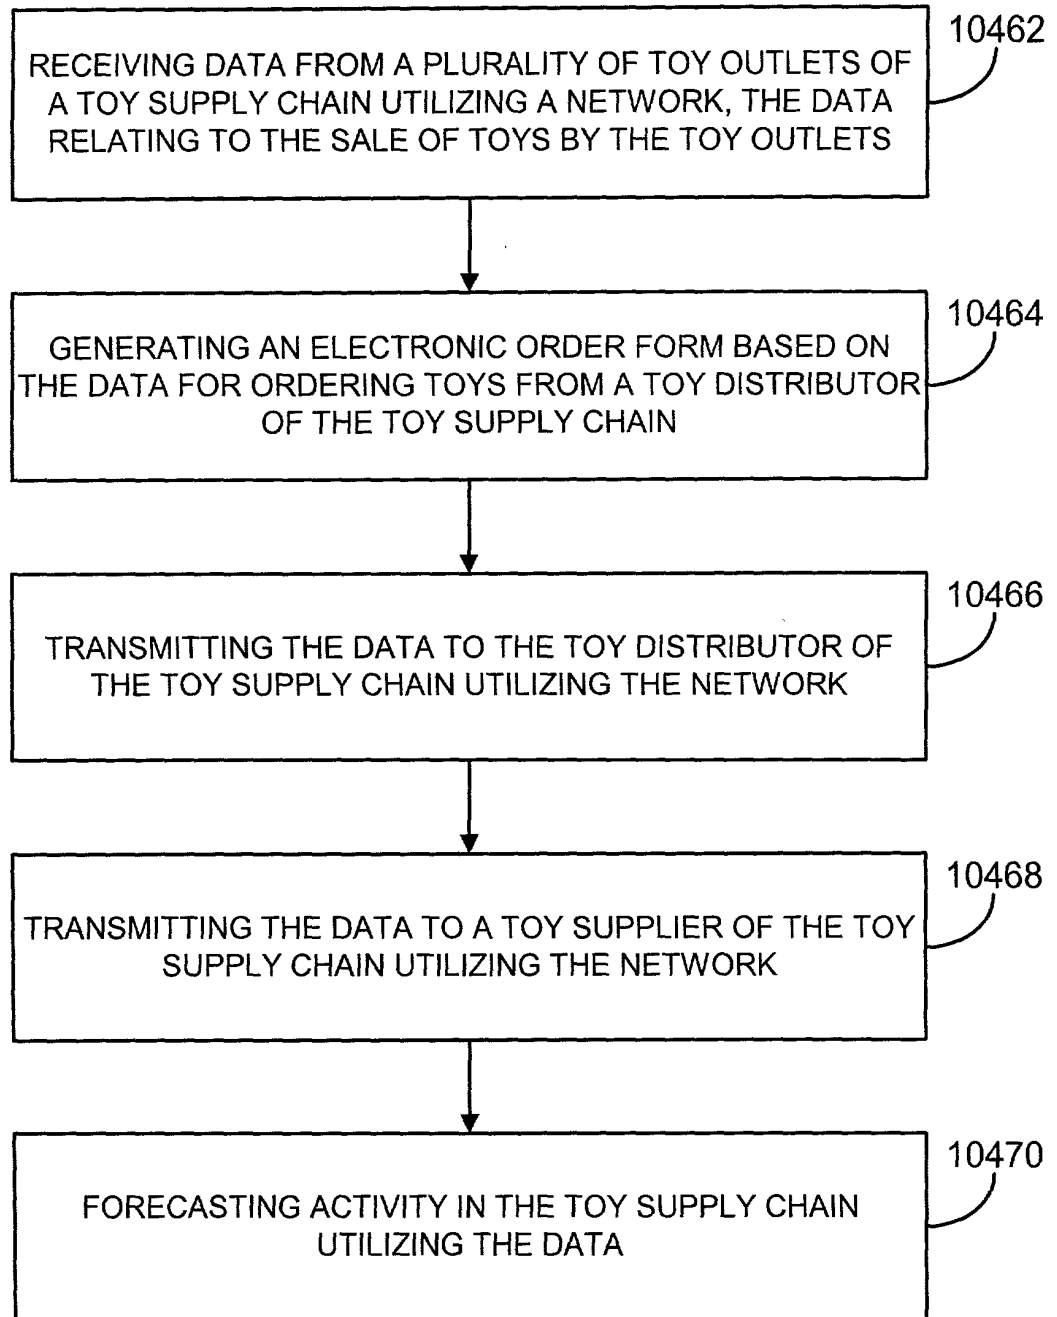 10462
RECEIVING DATA FROM A PLURALITY OF TOY OUTLETS OF
A TOY SUPPLY CHAIN UTILIZING A NETWORK, THE DATA
RELATING TO THE SALE OF TOYS BY THE TOY OUTLETS
10464
GENERATING AN ELECTRONIC ORDER FORM BASED ON
THE DATA FOR ORDERING TOYS FROM A TOY DISTRIBUTOR
OF THE TOY SUPPLY CHAIN
10466
TRANSMITTING THE DATA TO THE TOY DISTRIBUTOR OF
THE TOY SUPPLY CHAIN UTILIZING THE NETWORK
10468
TRANSMITTING THE DATA TO A TOY SUPPLIER OF THE TOY
SUPPLY CHAIN UTILIZING THE NETWORK
10470
FORECASTING ACTIVITY IN THE TOY SUPPLY CHAIN
UTILIZING THE DATA